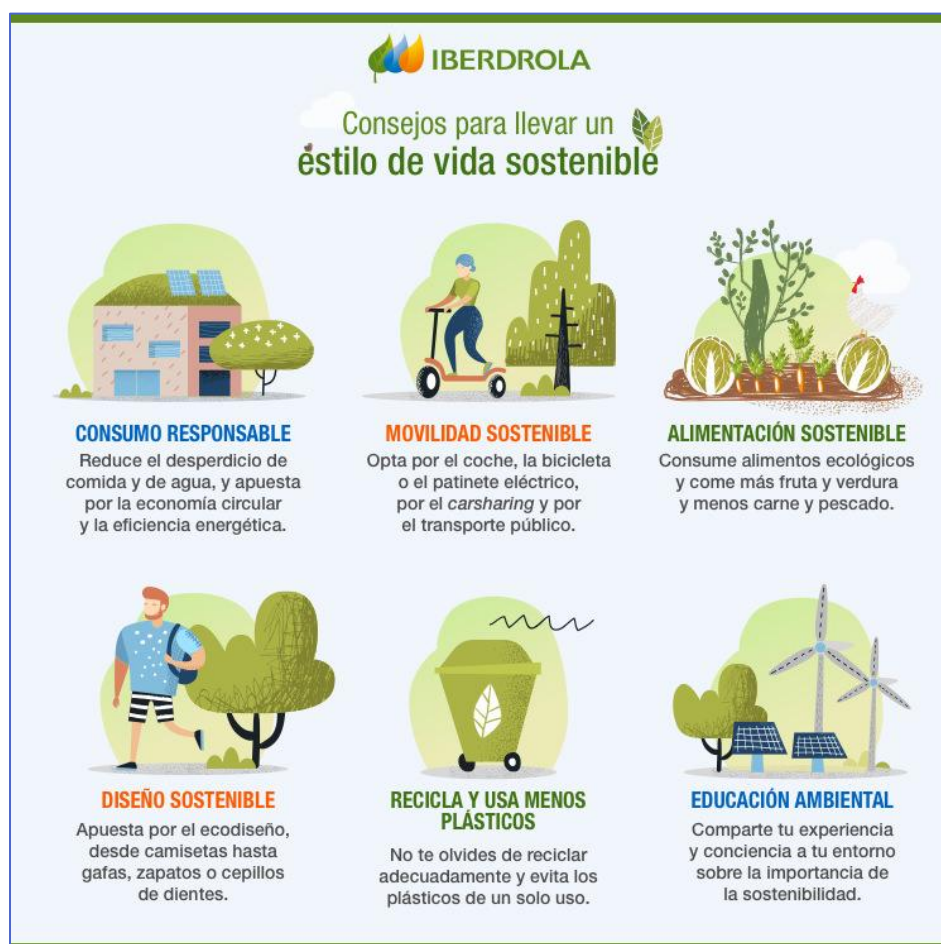 IBERDROLA
Consejos para llevar un
estilo de vida sostenible
CONSUMO RESPONSABLE
Reduce el desperdicio de
comida y de agua, y apuesta
por la economía circular
y la eficiencia energética.
MOVILIDAD SOSTENIBLE
Opta por el coche, la bicicleta
o el patinete eléctrico,
por el carsharing y por
el transporte público.
ALIMENTACIÓN SOSTENIBLE
Consume alimentos ecológicos
y come más fruta y verdura
y menos carne y pescado.
DISEÑO SOSTENIBLE
Apuesta por el ecodiseño,
desde camisetas hasta
gafas, zapatos o cepillos
de dientes.
RECICLA Y USA MENOS
PLÁSTICOS
No te olvides de reciclar
adecuadamente y evita los
plásticos de un solo uso.
EDUCACIÓN AMBIENTAL
Comparte tu experiencia
y conciencia a tu entorno
sobre la importancia de
la sostenibilidad.